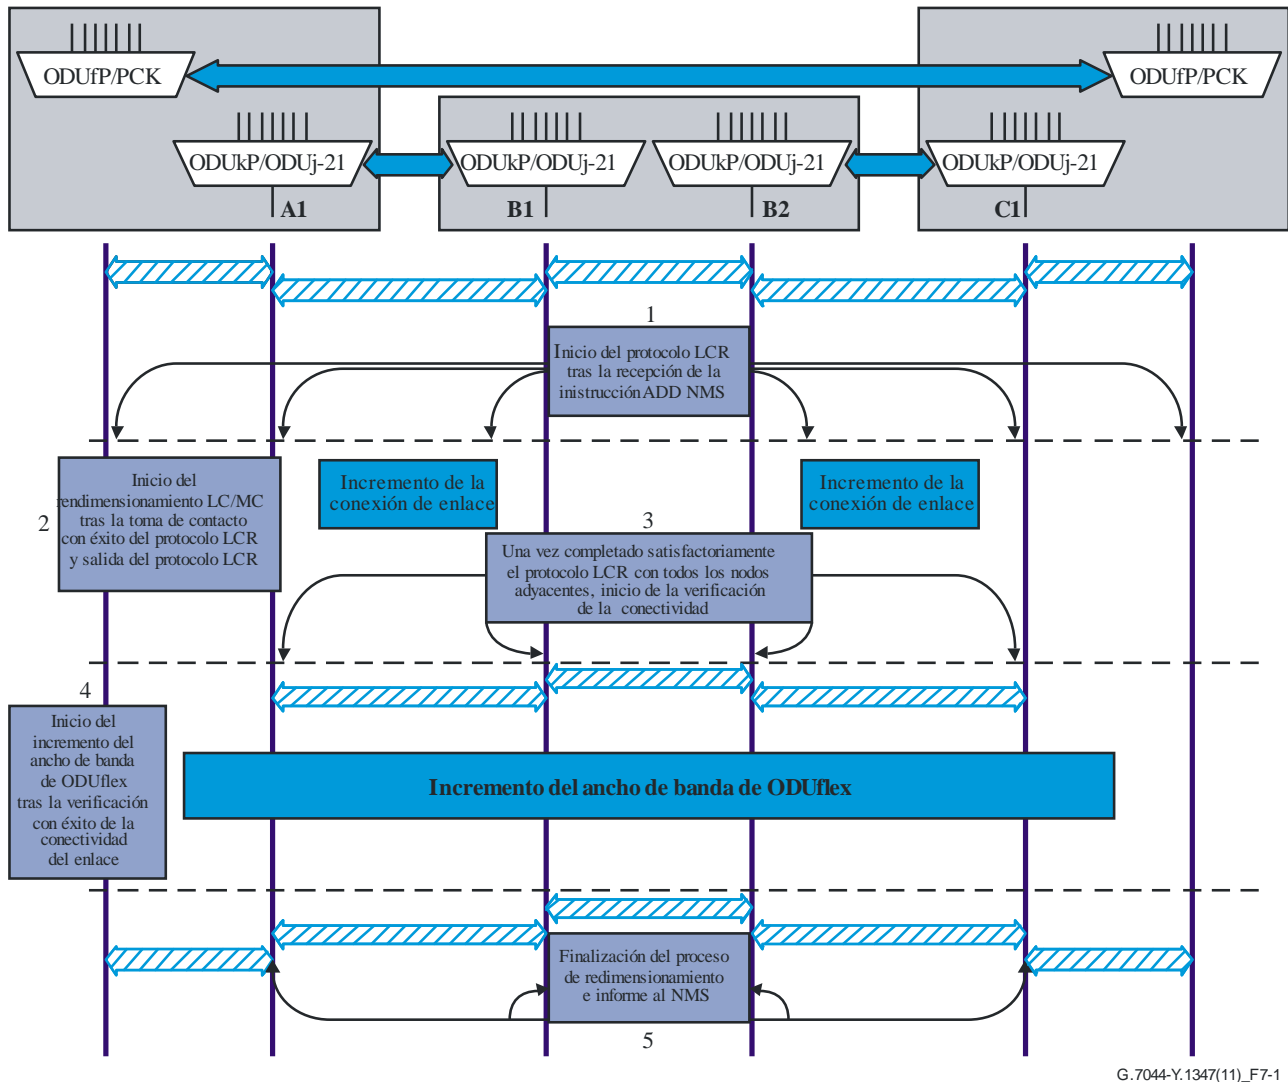 ODUfP/PCK
ODUfP/PCK
ODUkP/ODUj-21
ODUkP/ODUj-21
ODUkP/ODUj-21
ODUkP/ODUj-21
A1
B1
B2
C1
1
Inicio del protocolo LCR
tras la recepción de la
inistrucciónADD NMS
2
Inicio del
rendimensionamiento LC/MC
tras la toma de contacto
con éxito del protocolo LCR
y salida del protocolo LCR
Incremento de la
conexión de enlace
Incremento de la
conexión de enlace
3
Una vez completado satisfactoriamente
el protocolo LCR con todos los nodos
adyacentes, inicio de la verificación
de la conectividad
4
Inicio del
incremento del
ancho de banda
de ODUflex
tras la verificación
con éxito de la
conectividad
del enlace
Incremento del ancho de banda de ODUflex
Finalización del proceso
de redimensionamiento
e informe al NMS
5
G.7044-Y.1347(11)_F7-1